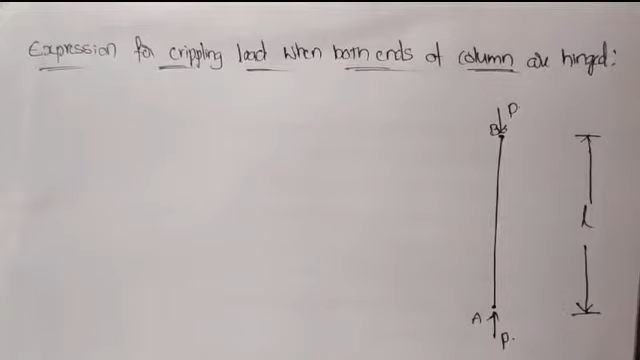 Expression for crippling load when both ends of column are hinged:
P.
B
l
A
P.